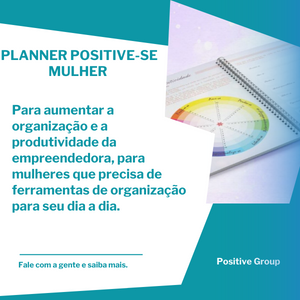 PLANNER POSITIVE-SE
MULHER
Para aumentar a
organização e a
produtividade da
empreendedora, para
mulheres que precisa de
ferramentas de organização
para seu dia a dia.
Fale com a gente e saiba mais.
Positive Group